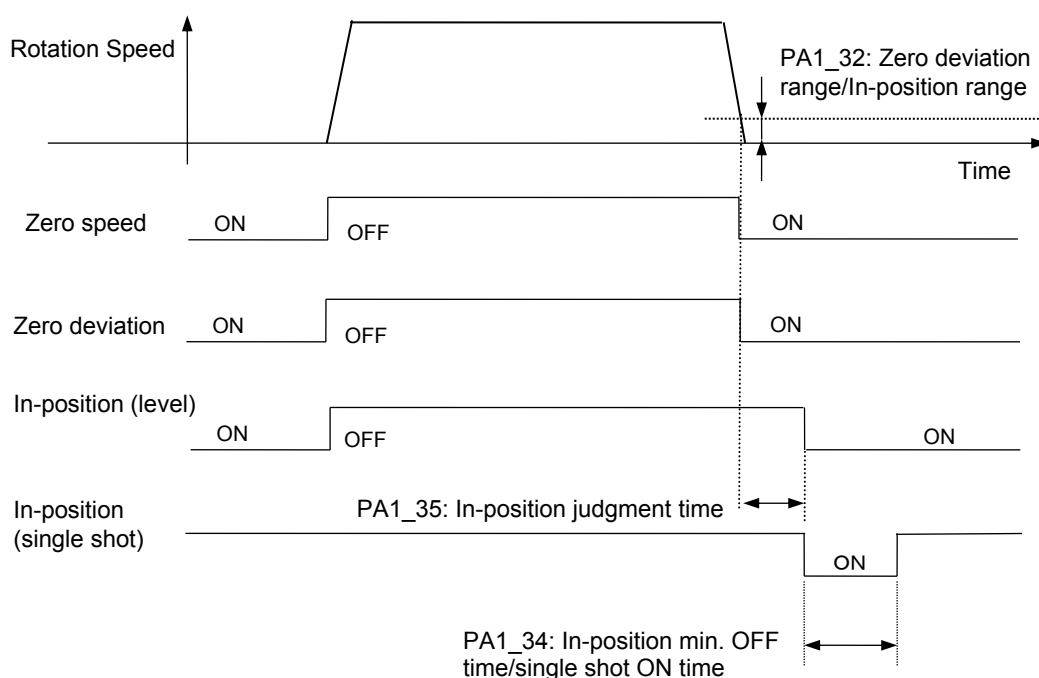 Rotation Speed
PA1_32: Zero deviation
range/In-position range
Time
Zero speed
ON
OFF
ON
Zero deviation
ON
OFF
ON
In-position (level)
ON
OFF
ON
In-position
(single shot)
PA1_35: In-position judgment time
ON
PA1_34: In-position min. OFF
time/single shot ON time